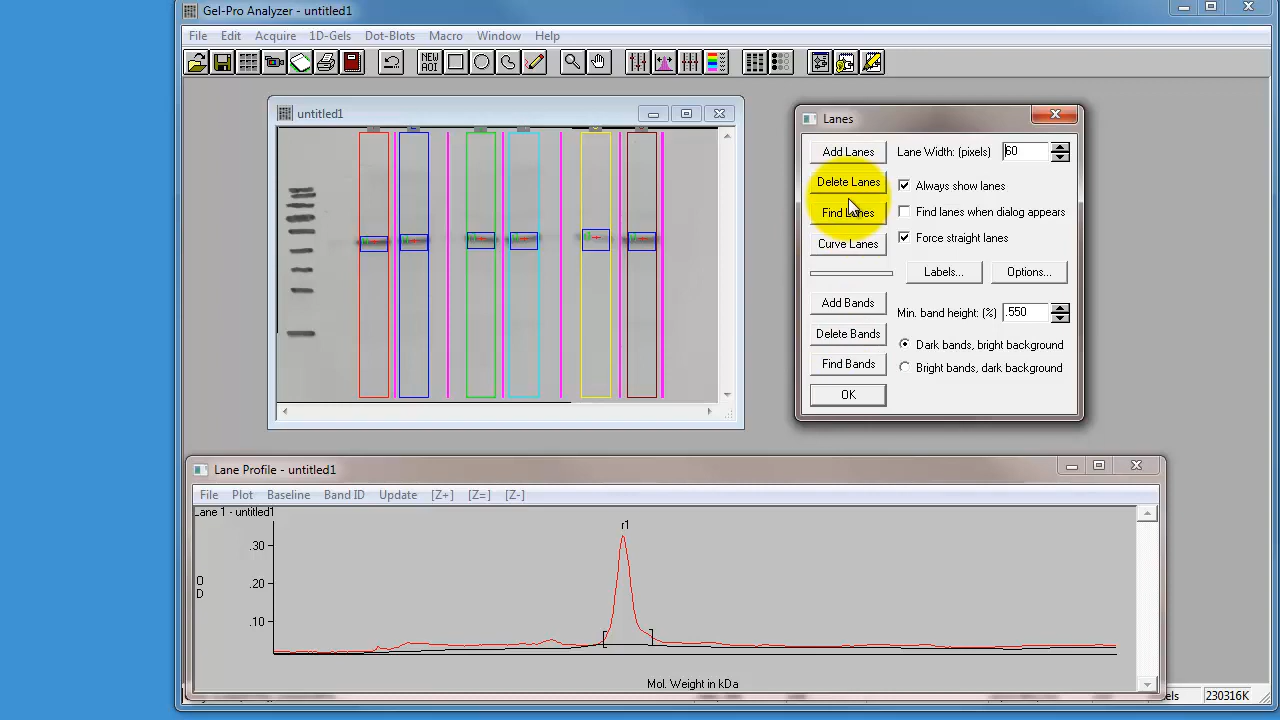 Gel-Pro Analyzer - untitled1
File Edit Acquire 1D-Gels Dot-Blots Macro Window Help
NEW AOI
untitled1
Lanes
Add Lanes Lane Width: (pixels) 60
Delete Lanes Always show lanes
Find Lanes Find lanes when dialog appears
Curve Lanes Force straight lanes
Labels... Options...
Add Bands Min. band height: (%) .550
Delete Bands Dark bands, bright background
Find Bands Bright bands, dark background
OK
Lane Profile - untitled1
File Plot Baseline Band ID Update [Z+] [Z=] [Z-]
Lane 1 - untitled1
r1
.30
.20
O
D
.10
Mol. Weight in kDa
230316K